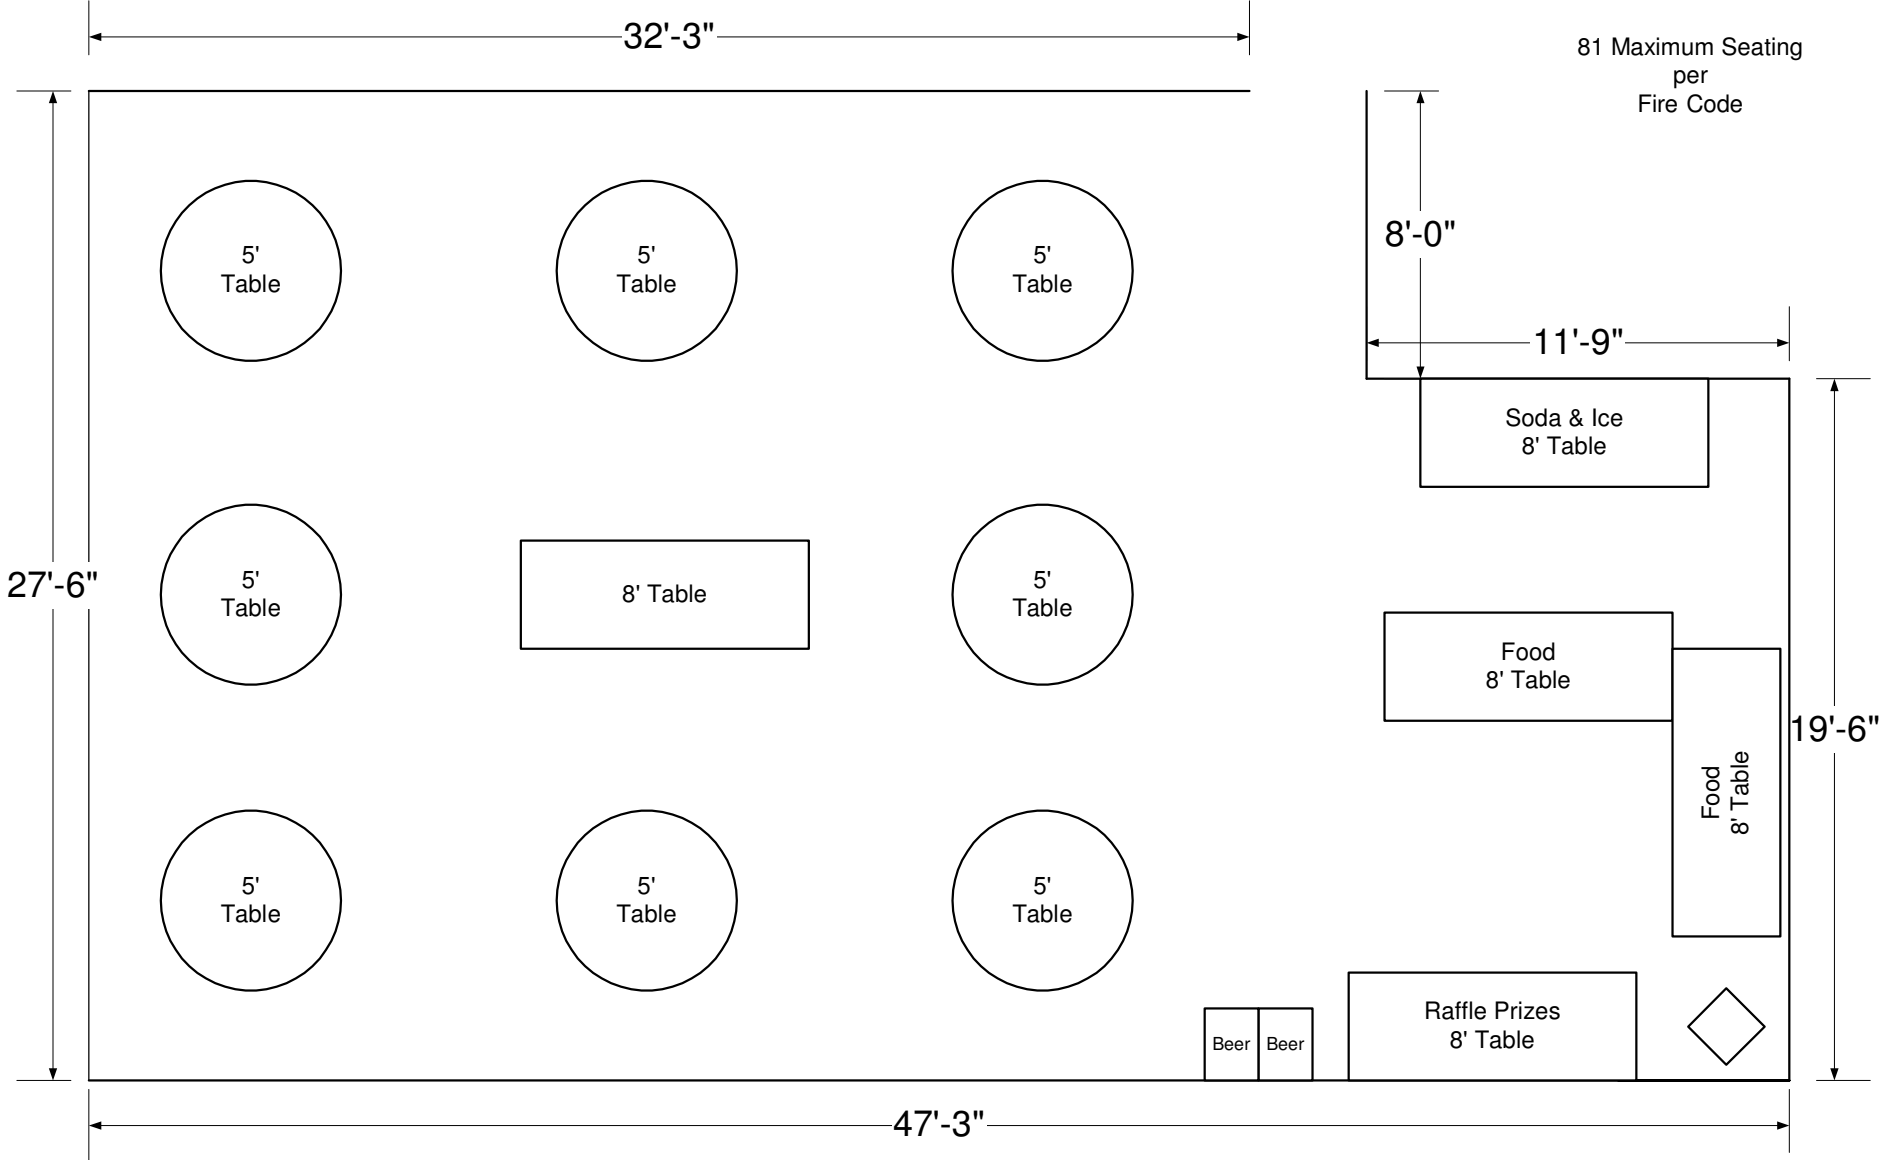 32'-3"
81 Maximum Seating
per
Fire Code
8'-0"
5'
Table
5'
Table
5'
Table
11'-9"
Soda & Ice
8' Table
27'-6"
5'
Table
8' Table
5'
Table
Food
8' Table
19'-6"
Food
8' Table
5'
Table
5'
Table
5'
Table
Raffle Prizes
8' Table
Beer
Beer
47'-3"